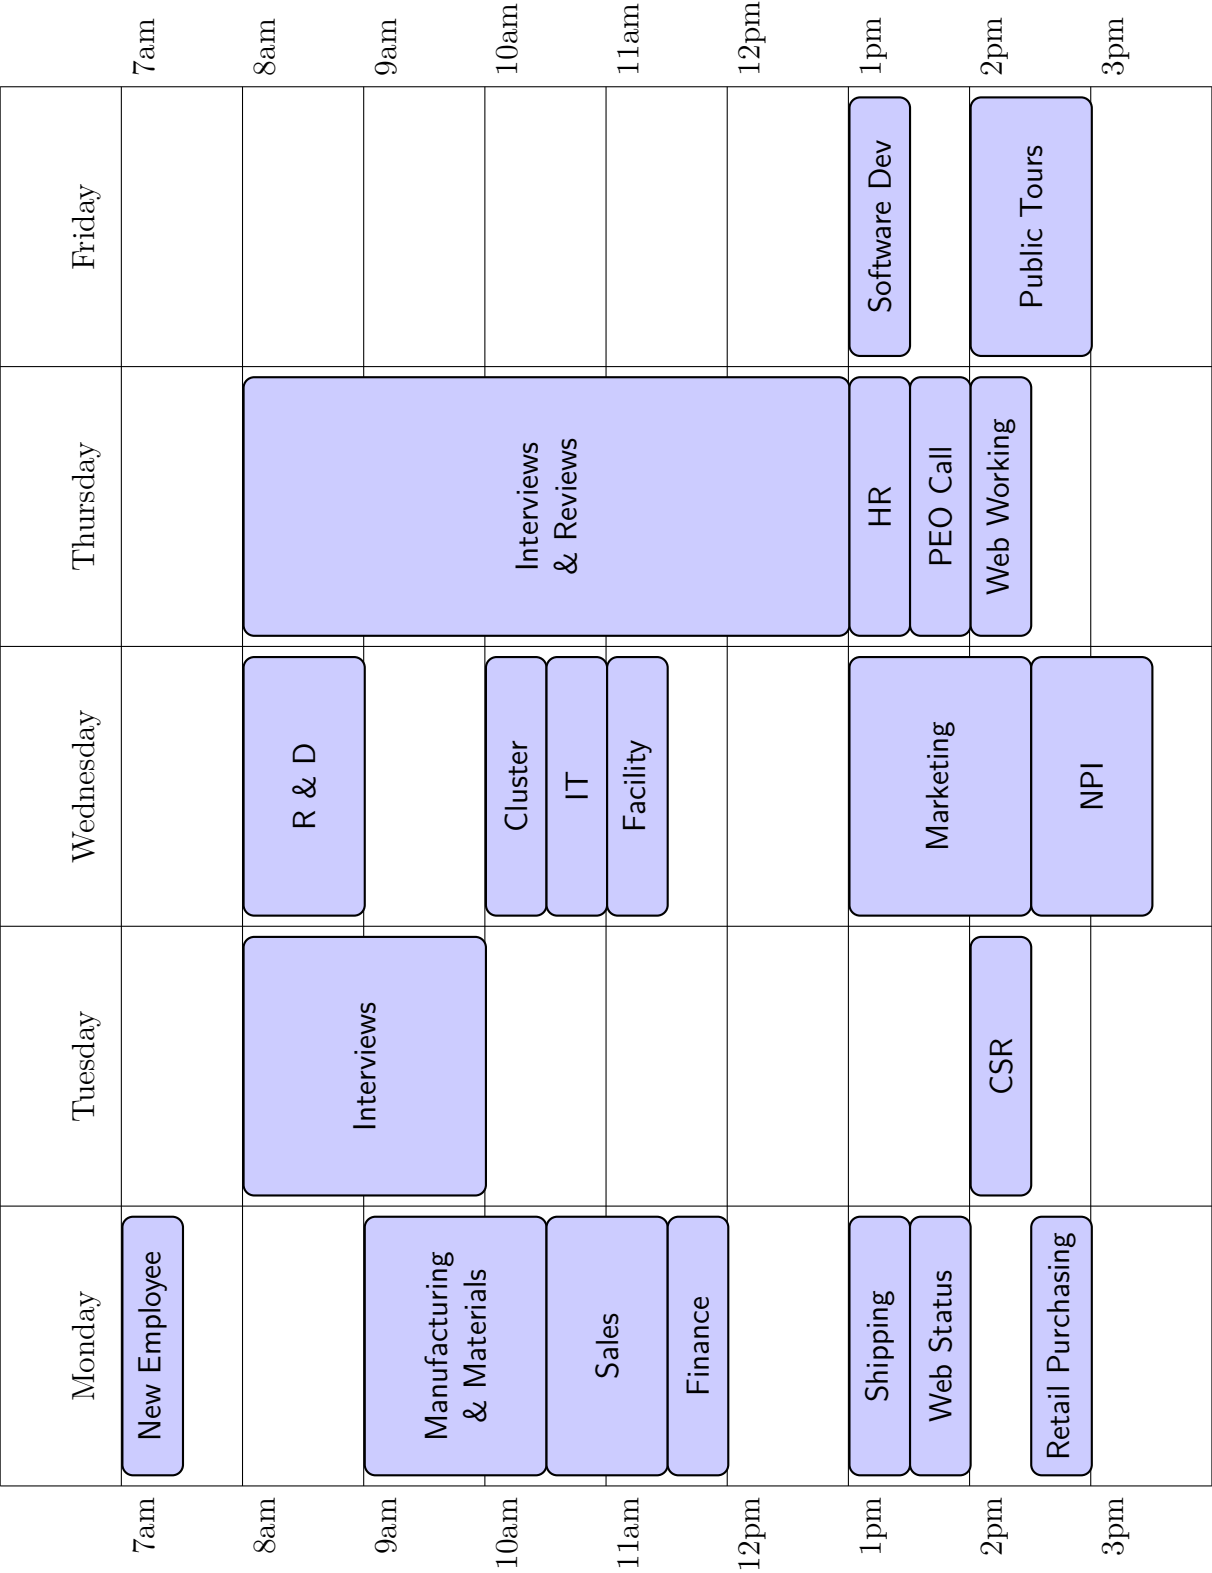 Monday
Tuesday
Wednesday
Thursday
Friday
7am
7am
8am
8am
9am
9am
10am
10am
11am
11am
12pm
12pm
1pm
1pm
2pm
2pm
3pm
3pm
New Employee
Manufacturing
& Materials
Sales
Finance
Shipping
Web Status
Retail Purchasing
Interviews
CSR
R & D
Cluster
IT
Facility
Marketing
NPI
Interviews
& Reviews
HR
PEO Call
Web Working
Software Dev
Public Tours